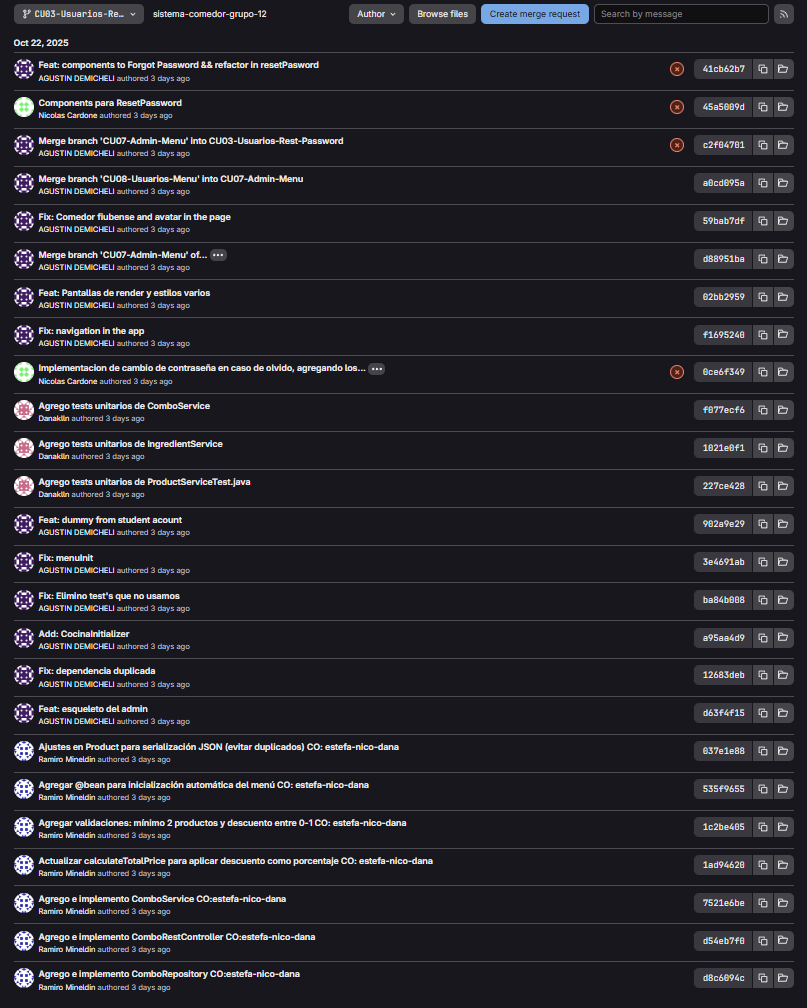 CU03-Usuarios-Re…
sistema-comedor-grupo-12
Author
Browse files
Create merge request
Search by message
Oct 22, 2025
Feat: components to Forgot Password && refactor in resetPasword
AGUSTIN DEMICHELI authored 3 days ago
41cb62b7
Components para ResetPassword
Nicolas Cardone authored 3 days ago
45a5009d
Merge branch 'CU07-Admin-Menu' into CU03-Usuarios-Rest-Password
AGUSTIN DEMICHELI authored 3 days ago
c2f04701
Merge branch 'CU08-Usuarios-Menu' into CU07-Admin-Menu
AGUSTIN DEMICHELI authored 3 days ago
a0cd095a
Fix: Comedor fiubense and avatar in the page
AGUSTIN DEMICHELI authored 3 days ago
59bab7df
Merge branch 'CU07-Admin-Menu' of...
AGUSTIN DEMICHELI authored 3 days ago
d88951ba
Feat: Pantallas de render y estilos varios
AGUSTIN DEMICHELI authored 3 days ago
02bb2959
Fix: navigation in the app
AGUSTIN DEMICHELI authored 3 days ago
f1695240
Implementacion de cambio de contraseña en caso de olvido, agregando los...
Nicolas Cardone authored 3 days ago
0ce6f349
Agrego tests unitarios de ComboService
Danaklln authored 3 days ago
f077ecf6
Agrego tests unitarios de IngredientService
Danaklln authored 3 days ago
1021e0f1
Agrego tests unitarios de ProductServiceTest.java
Danaklln authored 3 days ago
227ce428
Feat: dummy from student acount
AGUSTIN DEMICHELI authored 3 days ago
902a9e29
Fix: menuInit
AGUSTIN DEMICHELI authored 3 days ago
3e4691ab
Fix: Elimino test's que no usamos
AGUSTIN DEMICHELI authored 3 days ago
ba84b008
Add: CocinaInitializer
AGUSTIN DEMICHELI authored 3 days ago
a95aa4d9
Fix: dependencia duplicada
AGUSTIN DEMICHELI authored 3 days ago
12683deb
Feat: esqueleto del admin
AGUSTIN DEMICHELI authored 3 days ago
d63f4f15
Ajustes en Product para serialización JSON (evitar duplicados) CO: estefa-nico-dana
Ramiro Mineldin authored 3 days ago
037e1e88
Agregar @bean para inicialización automática del menú CO: estefa-nico-dana
Ramiro Mineldin authored 3 days ago
535f9655
Agregar validaciones: mínimo 2 productos y descuento entre 0-1 CO: estefa-nico-dana
Ramiro Mineldin authored 3 days ago
1c2be405
Actualizar calculateTotalPrice para aplicar descuento como porcentaje CO: estefa-nico-dana
Ramiro Mineldin authored 3 days ago
1ad94620
Agrego e implemento ComboService CO:estefa-nico-dana
Ramiro Mineldin authored 3 days ago
7521e6be
Agrego e implemento ComboRestController CO:estefa-nico-dana
Ramiro Mineldin authored 3 days ago
d54eb7f0
Agrego e implemento ComboRepository CO:estefa-nico-dana
Ramiro Mineldin authored 3 days ago
d8c6094c